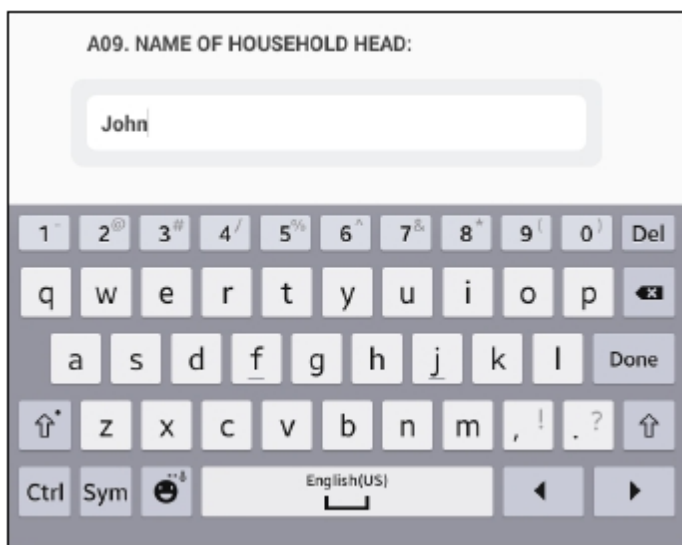 A09. NAME OF HOUSEHOLD HEAD:
John
1 - 2 @ 3 # 4 / 5 % 6 ^ 7 & 8 * 9 ( 0 ) Del
q w e r t y u i o p
a s d f g h j k l Done
z x c v b n m , ! . ?
Ctrl Sym English(US)